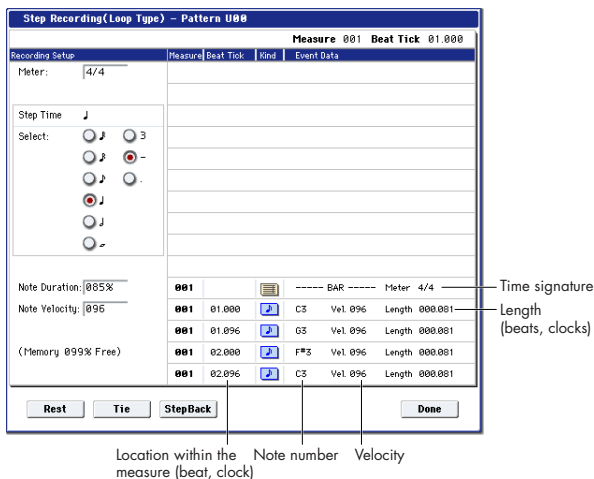 Step Recording(Loop Type) - Pattern U00
Measure 001 Beat Tick 01.000
Recording Setup Measure Beat Tick Kind Event Data
Meter: 4/4
Step Time
Select:
3
-
.
Note Duration: 085% 001 ----- BAR ----- Meter 4/4 Time signature
Note Velocity: 096 001 01.000 C3 Vel. 096 Length 000.081 Length (beats, clocks)
001 01.096 G3 Vel. 096 Length 000.081
(Memory 099% Free) 001 02.000 F#3 Vel. 096 Length 000.081
001 02.096 C3 Vel. 096 Length 000.081
Rest Tie StepBack Done
Location within the measure (beat, clock) Note number Velocity